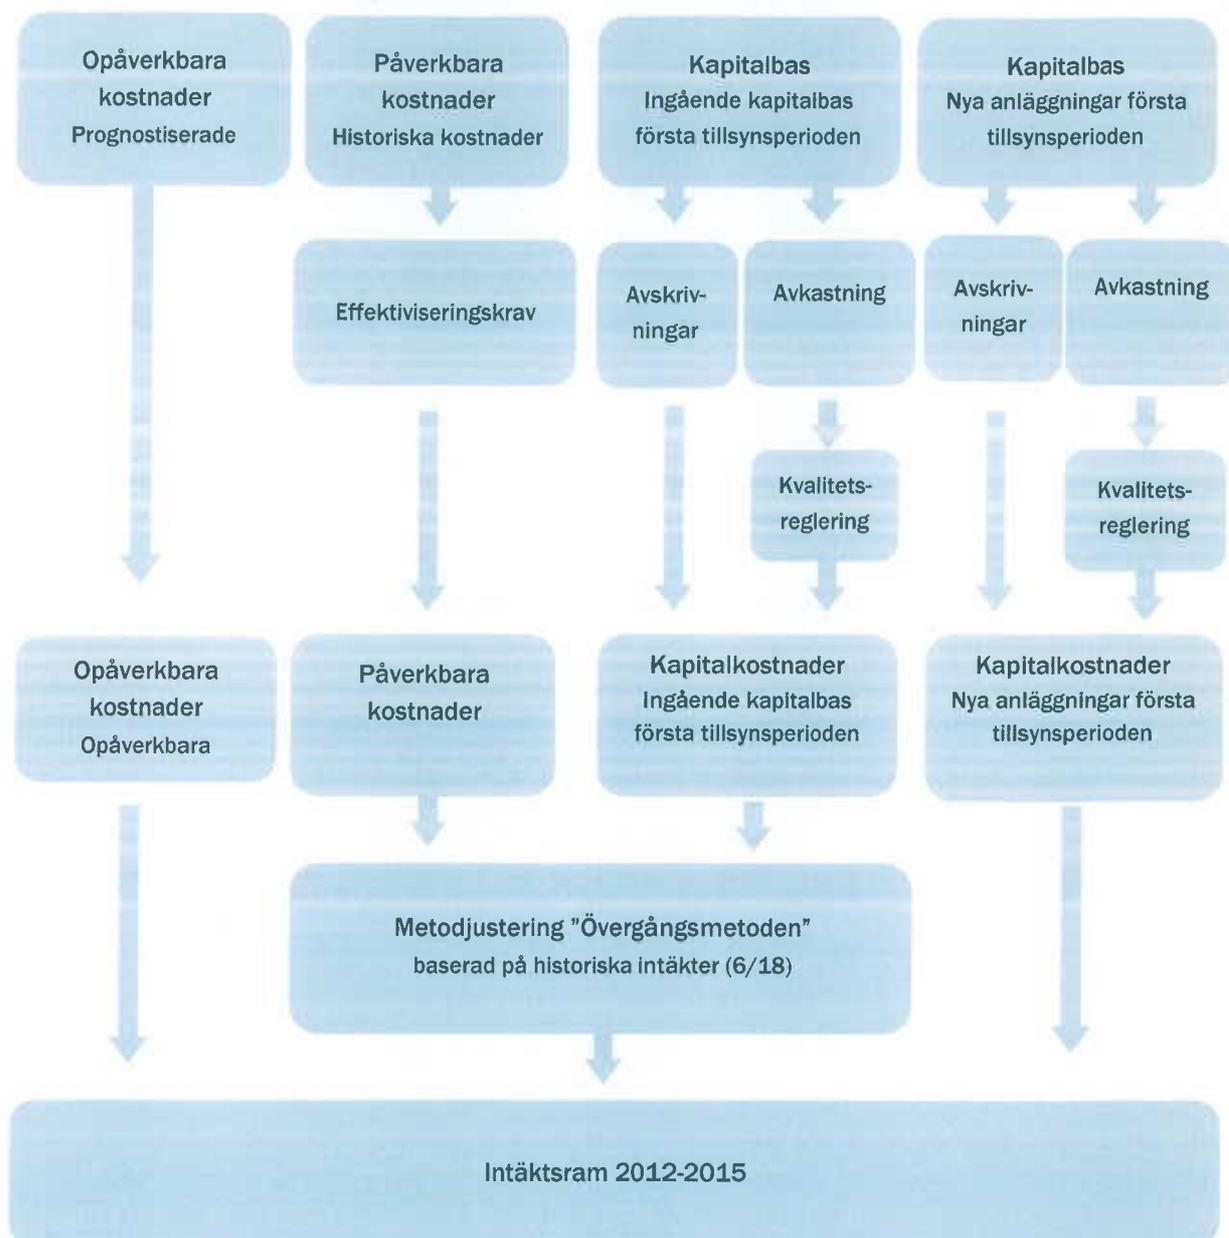 Opåverkbara
kostnader
Prognostiserade
Påverkbara
kostnader
Historiska kostnader
Kapitalbas
Ingående kapitalbas
första tillsynsperioden
Kapitalbas
Nya anläggningar första
tillsynsperioden
Effektiviseringskrav
Avskriv-
ningar
Avkastning
Avskriv-
ningar
Avkastning
Kvalitets-
reglering
Kvalitets-
reglering
Opåverkbara
kostnader
Opåverkbara
Påverkbara
kostnader
Kapitalkostnader
Ingående kapitalbas
första tillsynsperioden
Kapitalkostnader
Nya anläggningar första
tillsynsperioden
Metodjustering ”Övergångsmetoden”
baserad på historiska intäkter (6/18)
Intäktsram 2012-2015